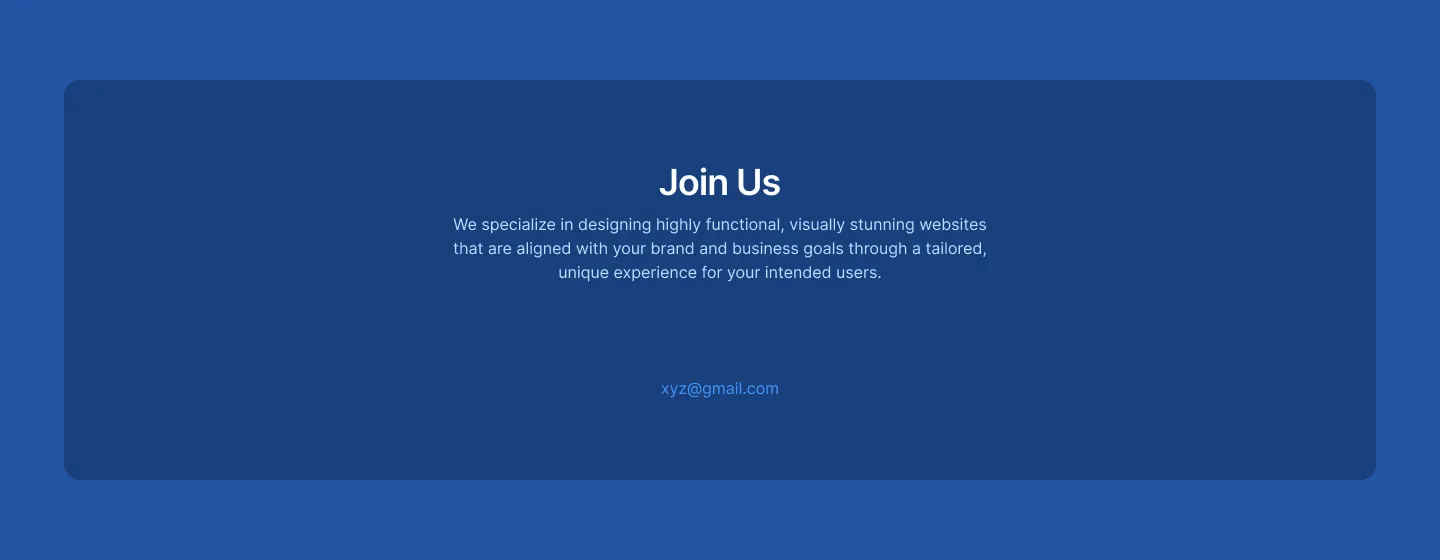 Join Us
We specialize in designing highly functional, visually stunning websites
that are aligned with your brand and business goals through a tailored,
unique experience for your intended users.
xyz@gmail.com